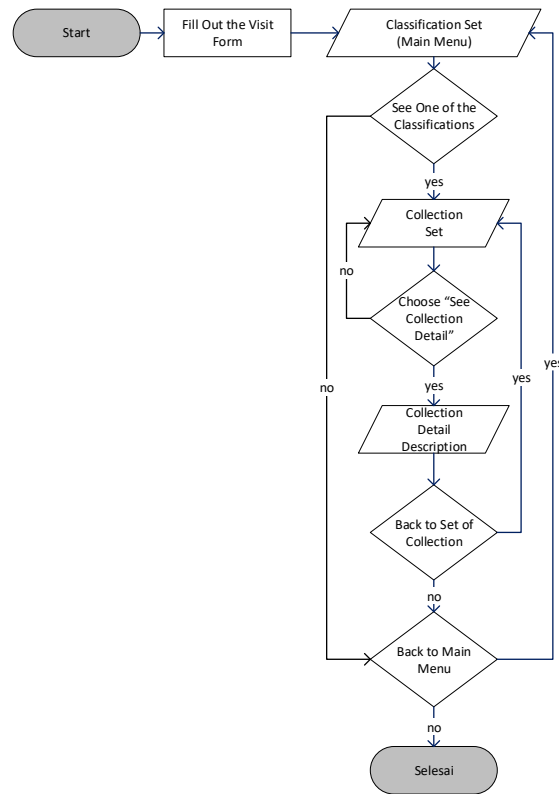 Start
Fill Out the Visit
Form
Classification Set
(Main Menu)
See One of the
Classifications
yes
Collection
Set
no
Choose “See
Collection
Detail”
yes
yes
yes
no
Collection
Detail
Description
Back to Set of
Collection
no
Back to Main
Menu
no
Selesai